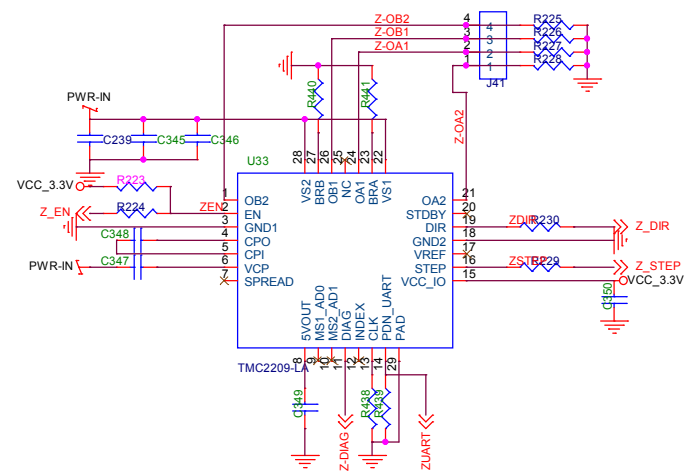 Z-OB2
4
4
R225
Z-OB1
3
3
R226
Z-OA1
2
2
R227
1
1
R228
J41
PWR-IN
R440
R441
Z-OA2
C239
C345
C346
U33
28
27
26
25
24
23
22
VS2
BRB
OB1
NC
OA1
BRA
VS1
VCC_3.3V
R223
1
OB2
OA2
21
Z_EN
R224
ZEN
2
EN
STDBY
20
3
GND1
DIR
19
ZDIR
R230
Z_DIR
C348
4
CPO
GND2
18
5
CPI
VREF
17
PWR-IN
C347
6
VCP
STEP
16
ZSTEP
R229
Z_STEP
7
SPREAD
VCC_IO
15
VCC_3.3V
C350
5VOUT
MS1_AD0
MS2_AD1
DIAG
INDEX
CLK
PDN_UART
PAD
8
9
10
11
12
13
14
29
TMC2209-LA
C349
R438
R439
Z-DIAG
ZUART